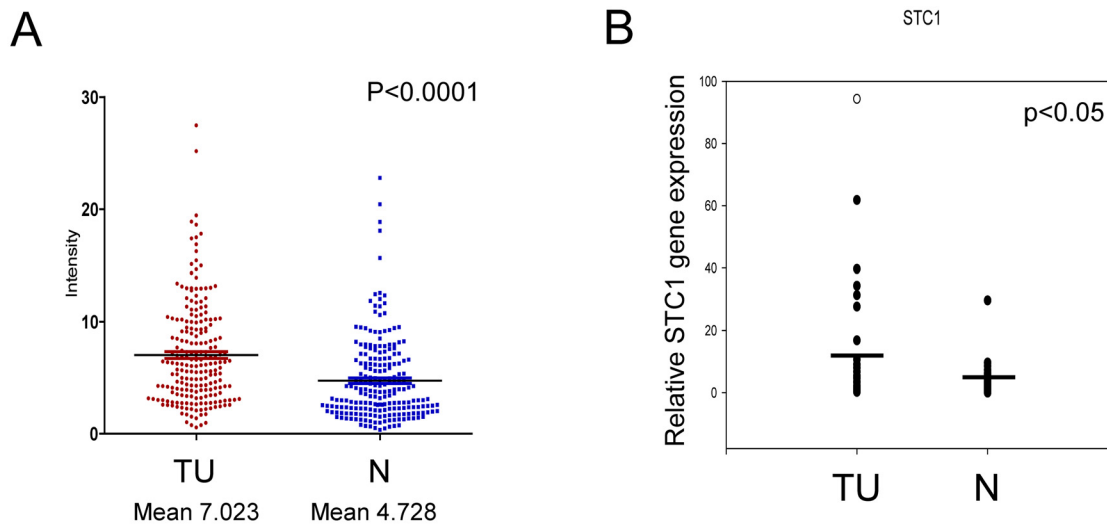 A
P<0.0001
30
20
10
0
Intensity
TU
N
Mean 7.023
Mean 4.728
B
STC1
p<0.05
100
80
60
40
20
0
Relative STC1 gene expression
TU
N